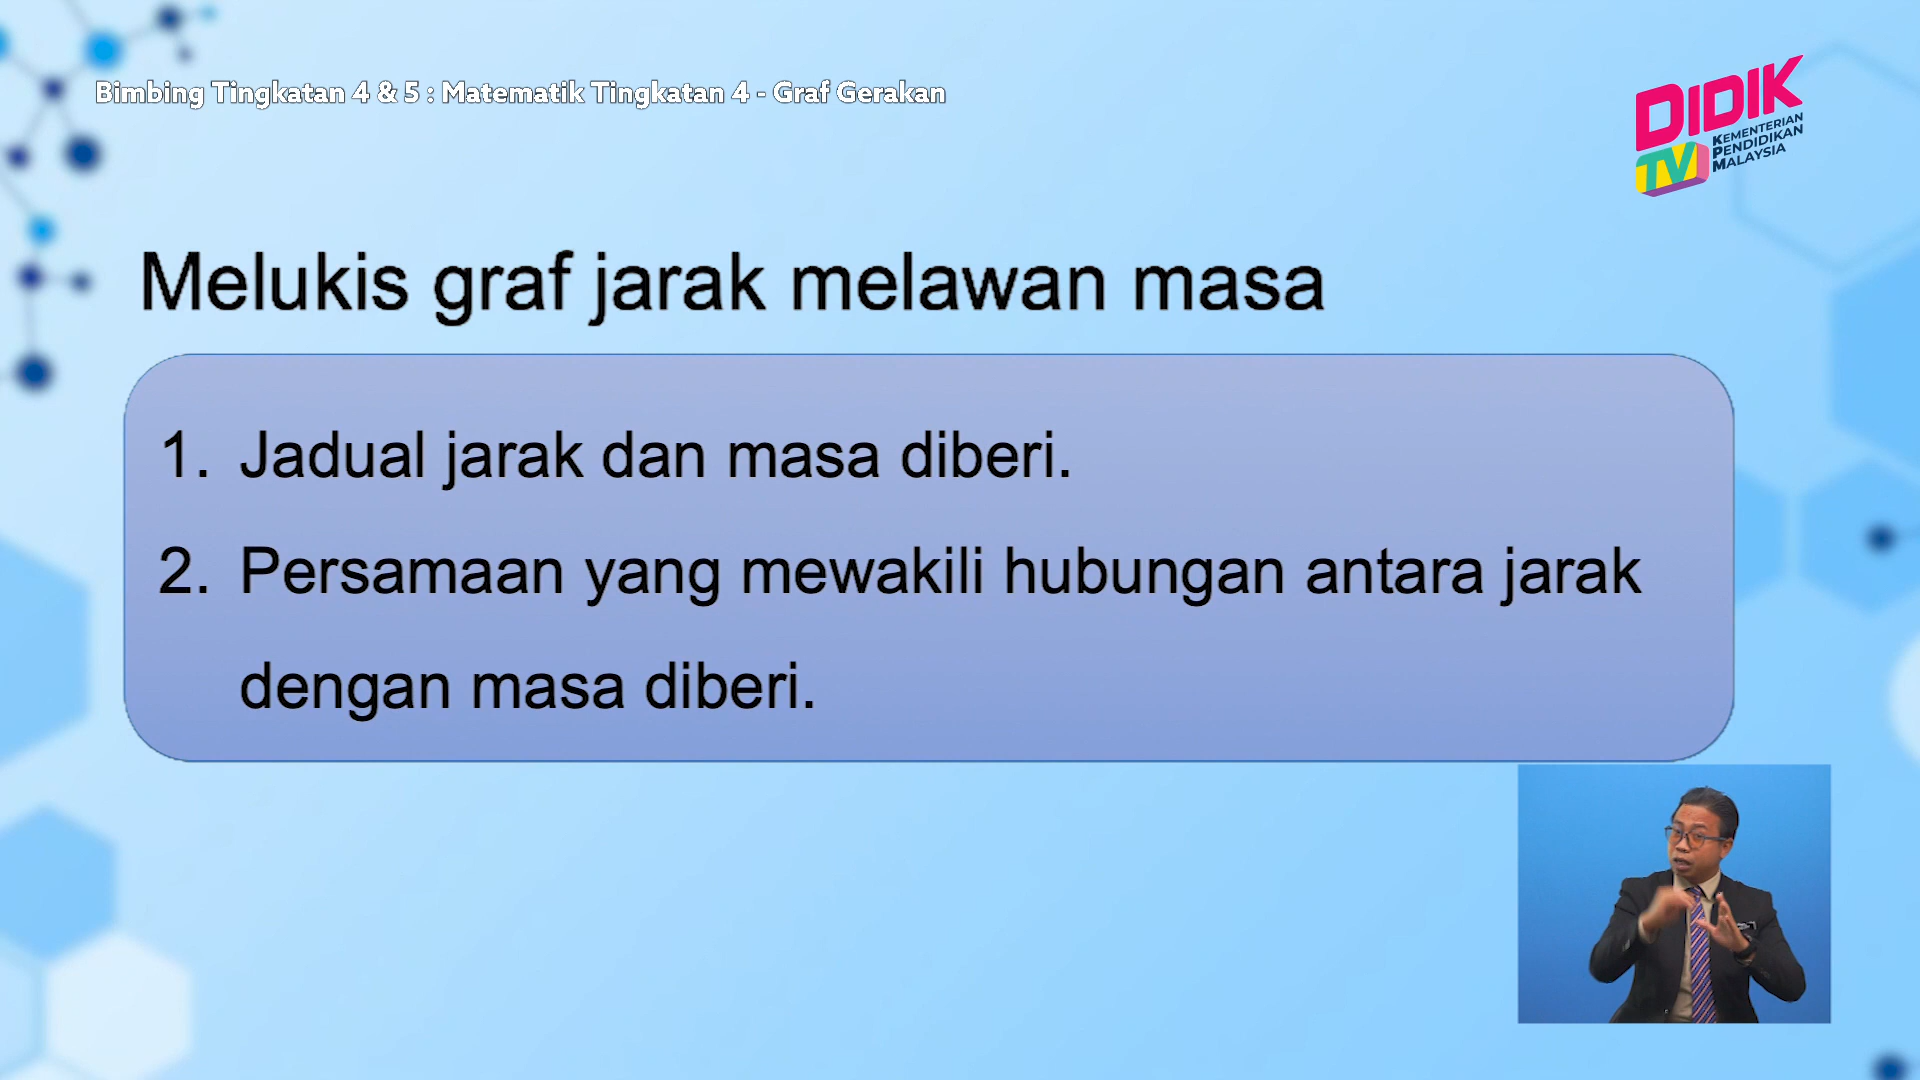 Bimbing Tingkatan 4 & 5 : Matematik Tingkatan 4 - Graf Gerakan
DIDIK
TV
KEMENTERIAN
PENDIDIKAN
MALAYSIA
Melukis graf jarak melawan masa
1. Jadual jarak dan masa diberi.
2. Persamaan yang mewakili hubungan antara jarak
dengan masa diberi.